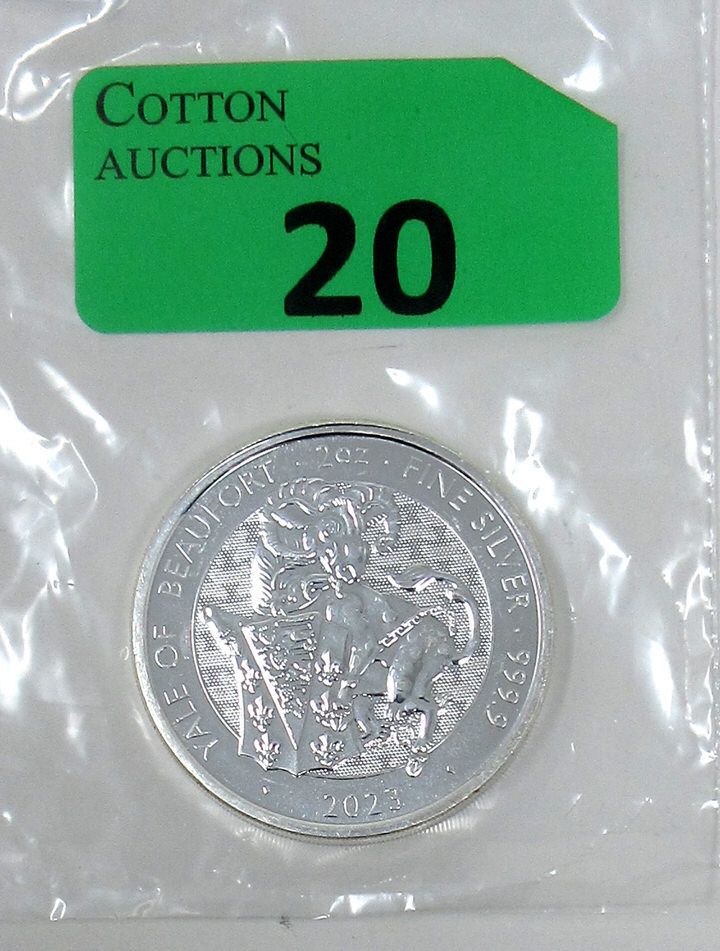 COTTON
AUCTIONS
20
YALE OF BEAUFORT · 2oz · FINE SILVER · 999.9
2023